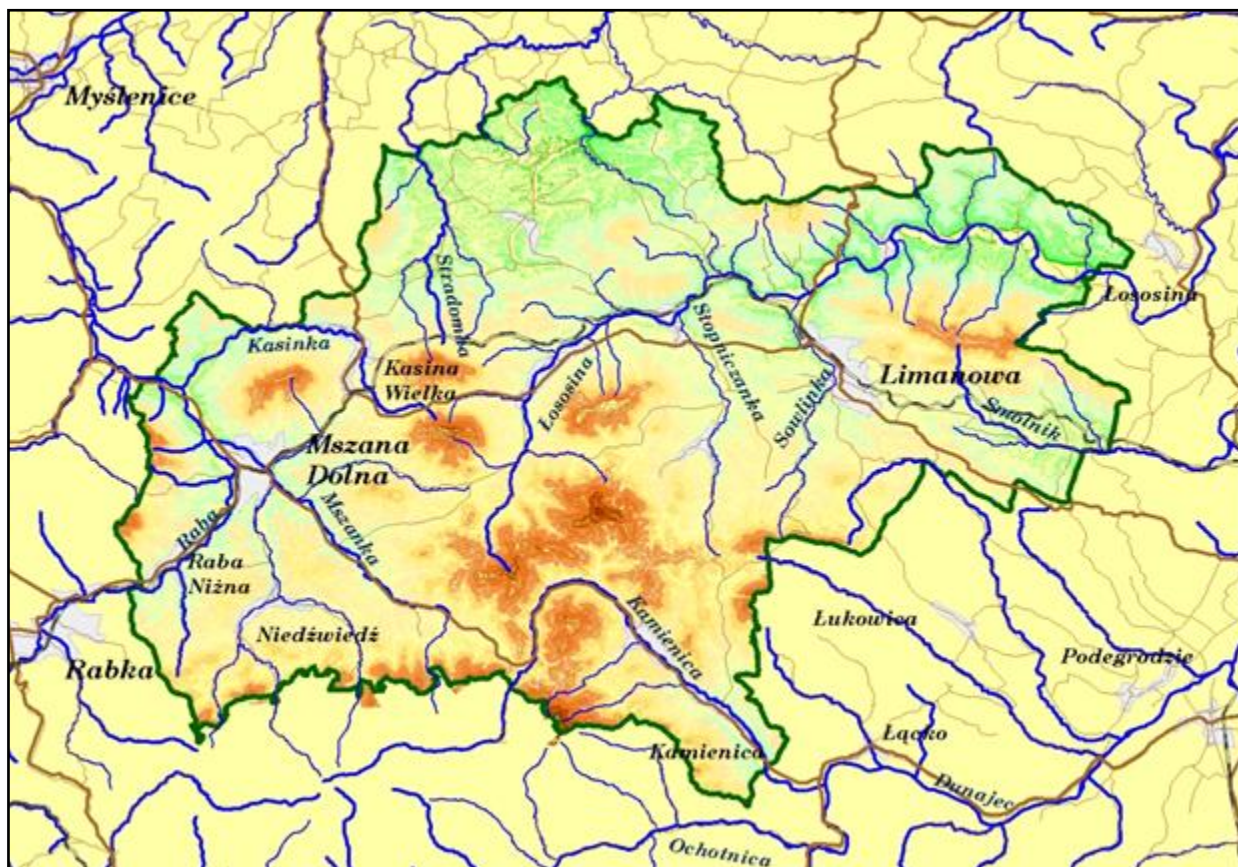 Myślenice
Stradomka
Łososina
Kasinka
Kasina
Wielka
Łososina
Słopniczanka
Sowlinka
Limanowa
Smolnik
Mszana
Dolna
Mszanka
Raba
Raba
Niżna
Niedźwiedź
Kamienica
Łukowica
Podegrodzie
Rabka
Kamienica
Łącko
Dunajec
Ochotnica